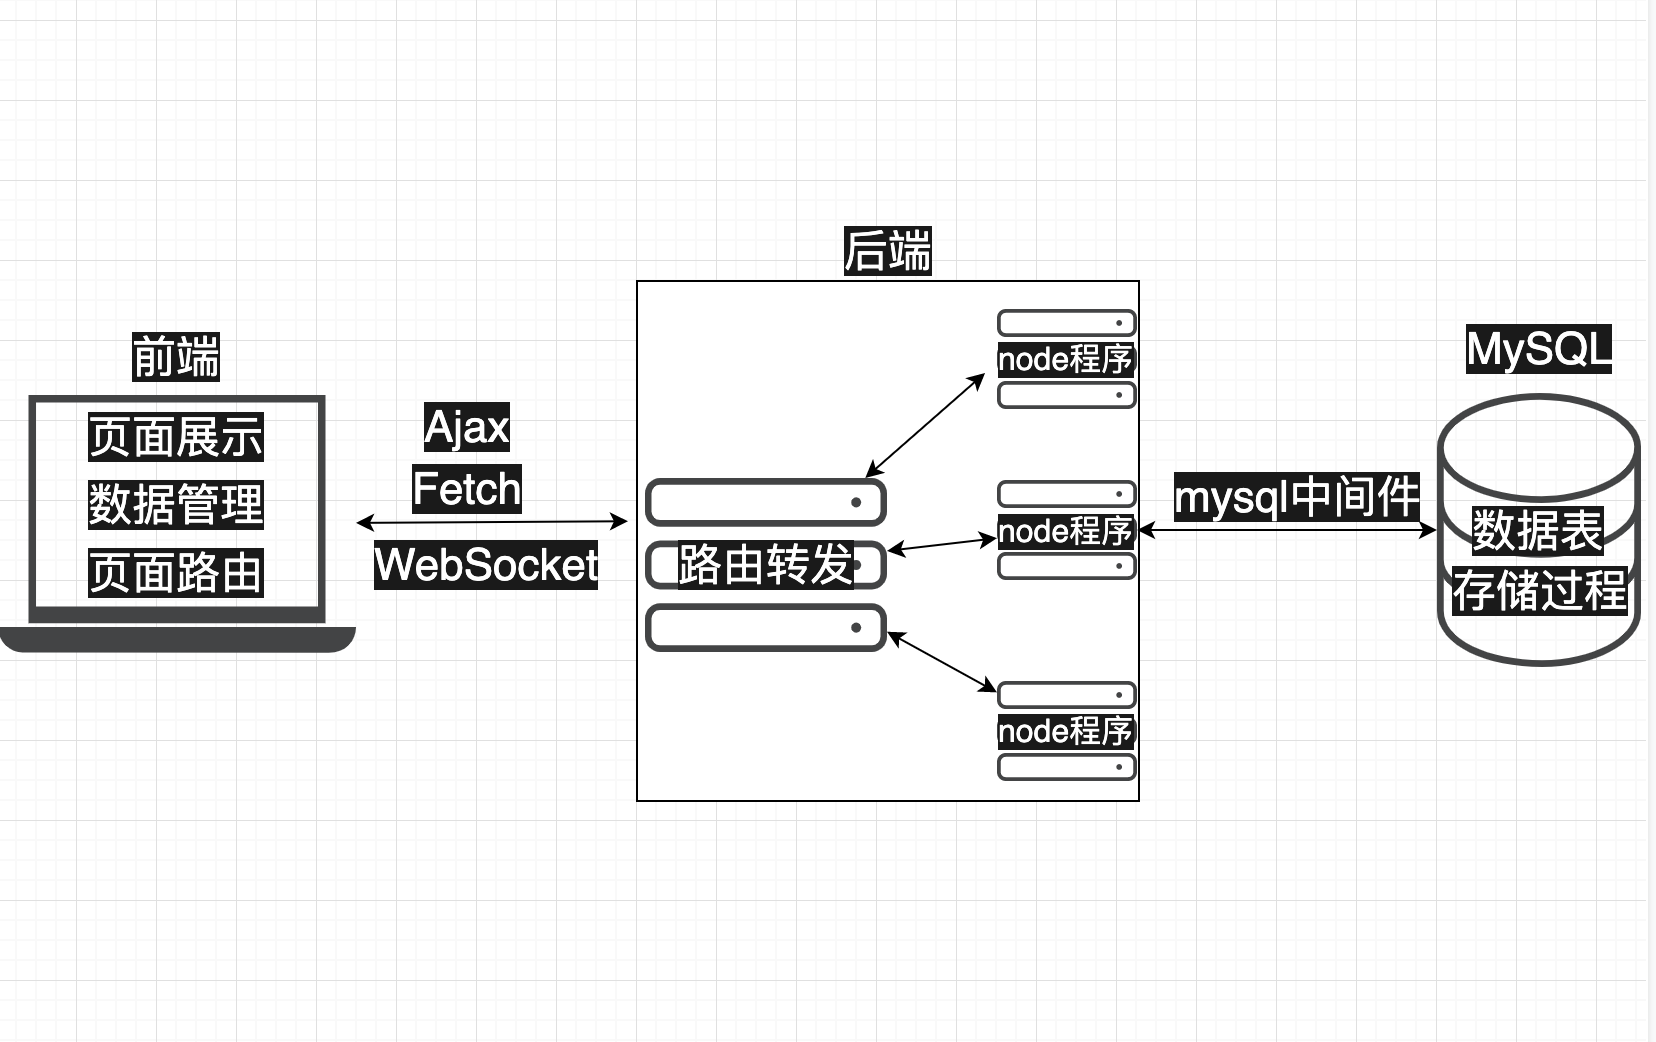 前端
页面展示
数据管理
页面路由
Ajax
Fetch
WebSocket
后端
路由转发
node程序
node程序
node程序
mysql中间件
MySQL
数据表
存储过程